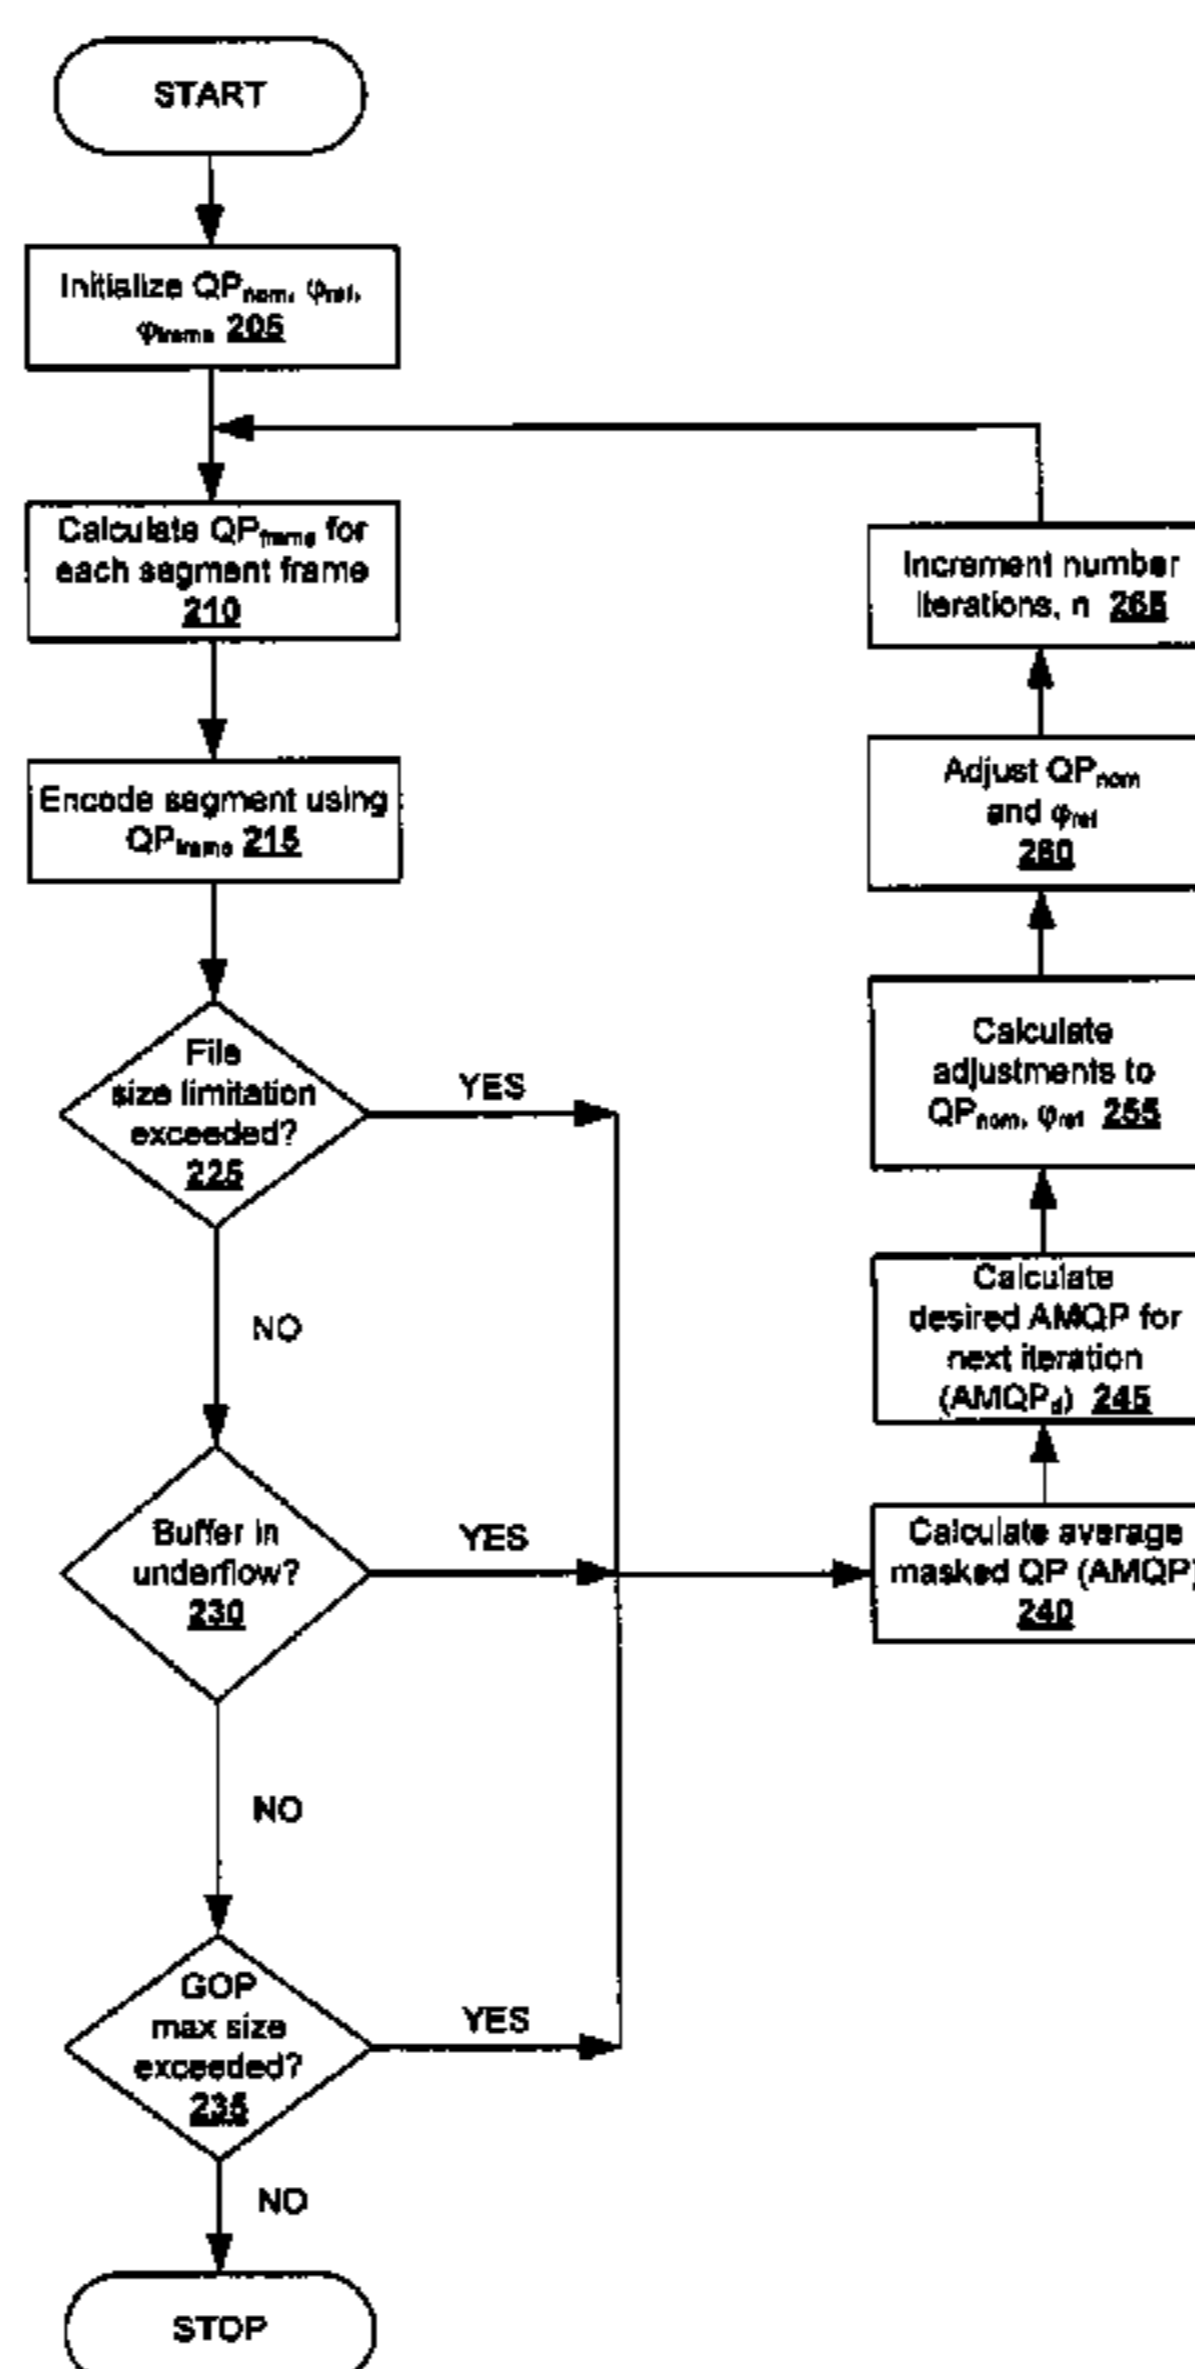 START
Initialize QPnom, φref,
φframe 205
Calculate QPframe for
each segment frame
210
Encode segment using
QPframe 215
File
size limitation
exceeded?
225
YES
NO
Buffer in
underflow?
230
YES
NO
GOP
max size
exceeded?
235
YES
NO
STOP
Increment number
iterations, n 265
Adjust QPnom
and φref
260
Calculate
adjustments to
QPnom, φref 255
Calculate
desired AMQP for
next iteration
(AMQPd) 245
Calculate average
masked QP (AMQP)
240